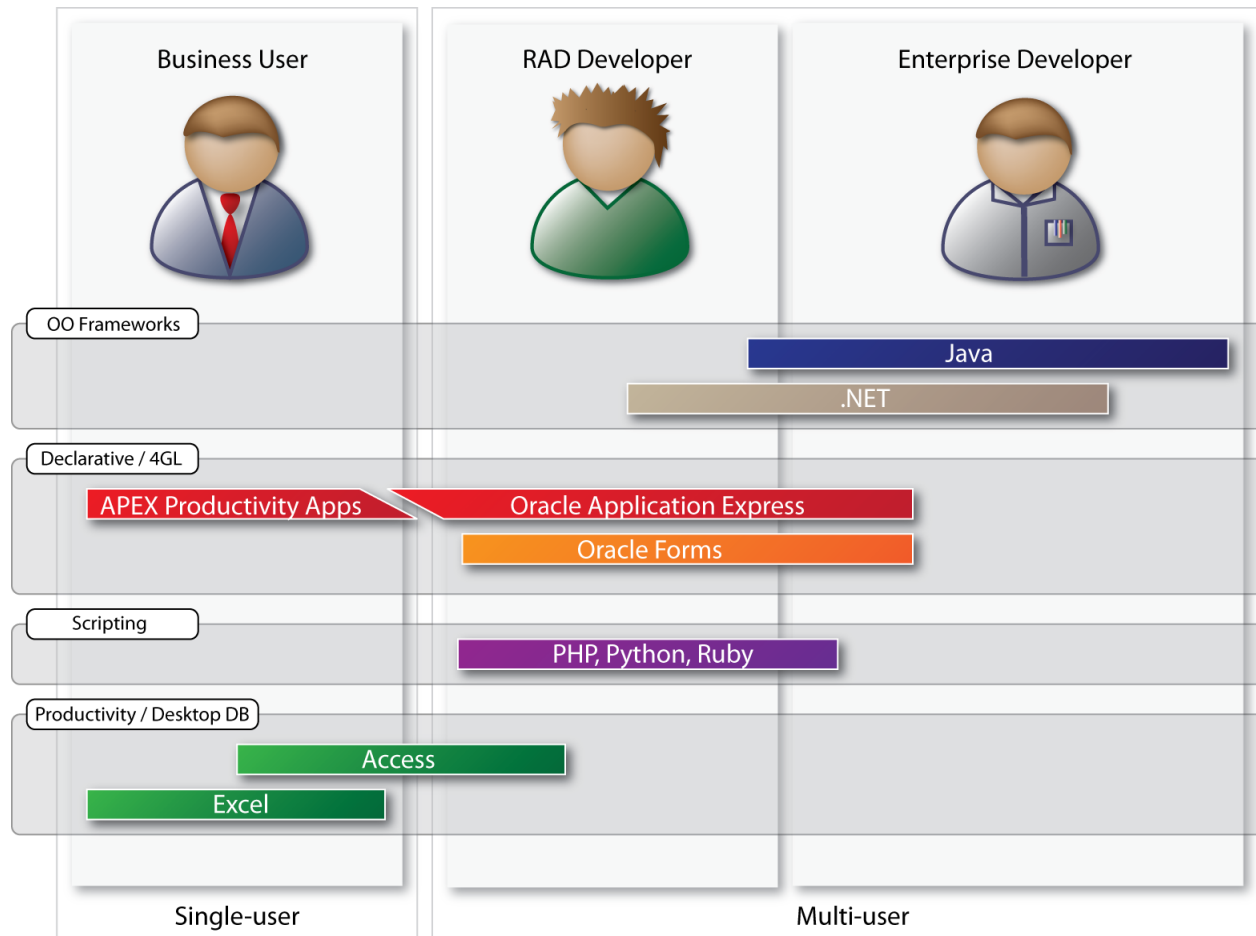 Business User
RAD Developer
Enterprise Developer
OO Frameworks
Java
.NET
Declarative / 4GL
APEX Productivity Apps
Oracle Application Express
Oracle Forms
Scripting
PHP, Python, Ruby
Productivity / Desktop DB
Access
Excel
Single-user
Multi-user